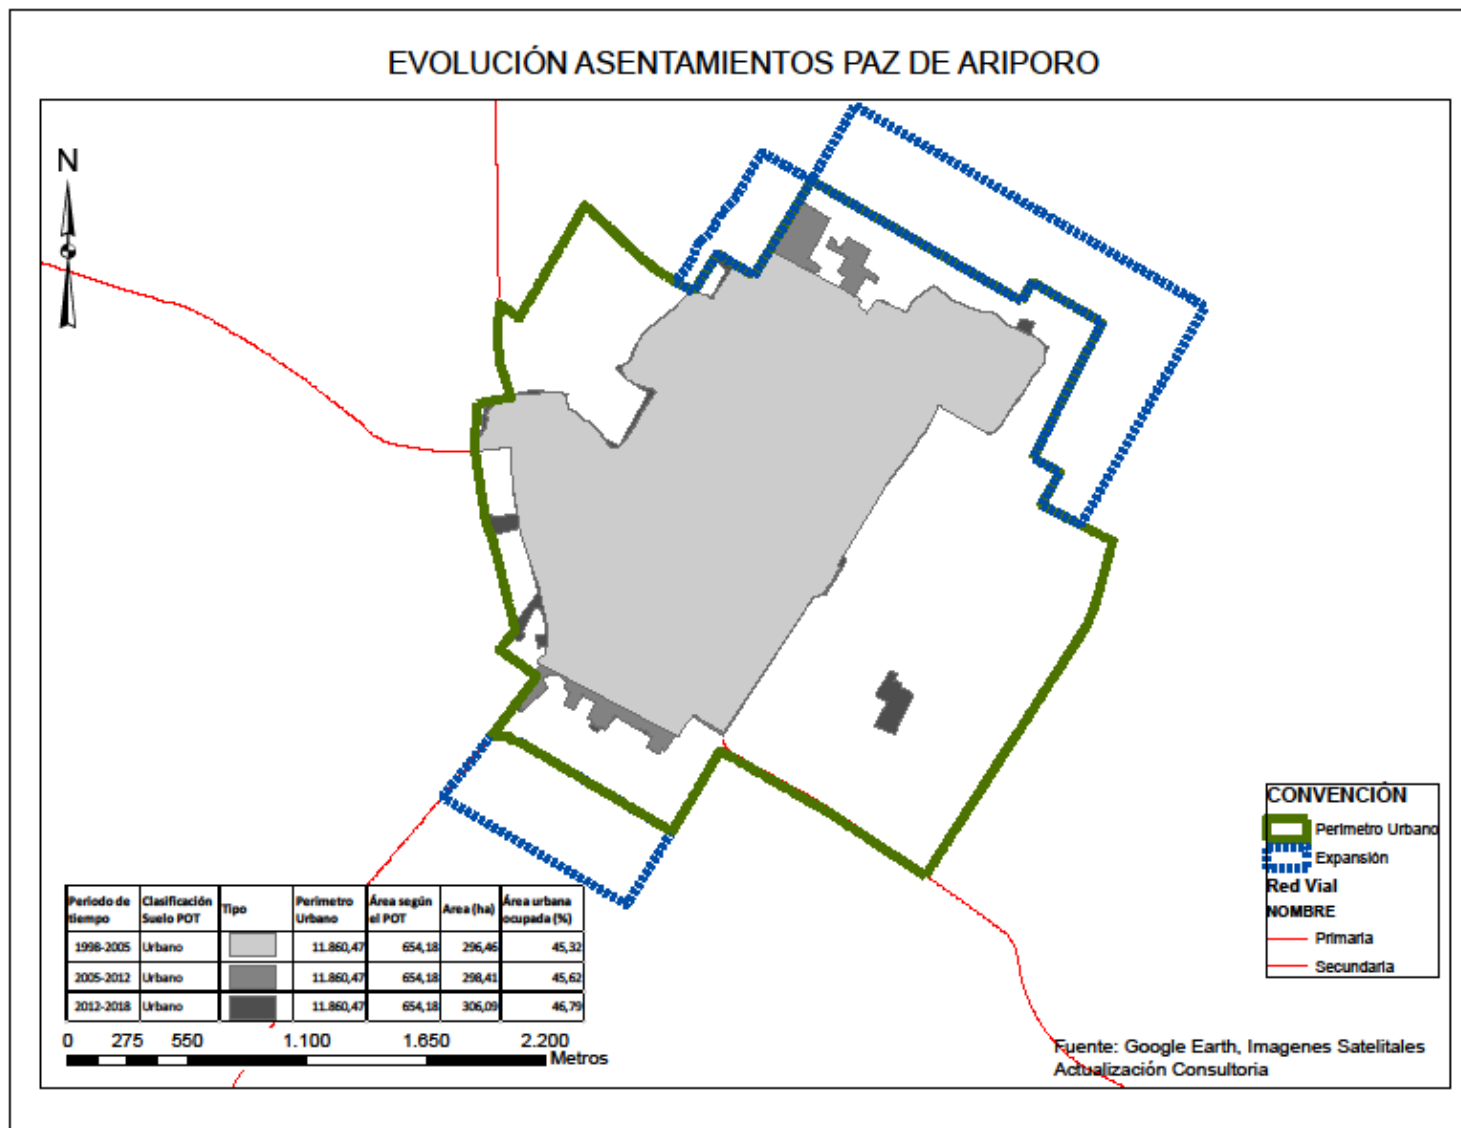 EVOLUCIÓN ASENTAMIENTOS PAZ DE ARIPORO
N
CONVENCIÓN
Perimetro Urbano
Expansión
Red Vial
NOMBRE
Primaria
Secundaria
Periodo de tiempo Clasificación Suelo POT Tipo Perimetro Urbano Área según el POT Area (ha) Área urbana ocupada (%)
1998-2005 Urbano 11.860,47 654,18 296,46 45,32
2005-2012 Urbano 11.860,47 654,18 298,41 45,62
2012-2018 Urbano 11.860,47 654,18 306,09 46,79
0 275 550 1.100 1.650 2.200
Metros
Fuente: Google Earth, Imagenes Satelitales
Actualización Consultoria